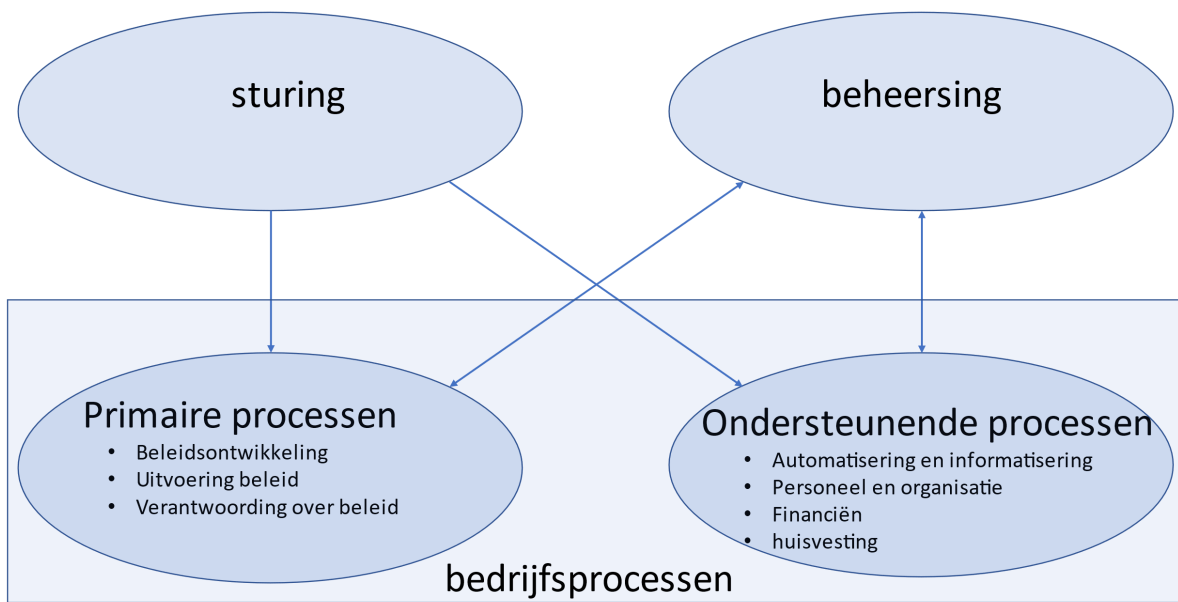 sturing
beheersing
Primaire processen
• Beleidsontwikkeling
• Uitvoering beleid
• Verantwoording over beleid
Ondersteunende processen
• Automatisering en informatisering
• Personeel en organisatie
• Financiën
• huisvesting
bedrijfsprocessen